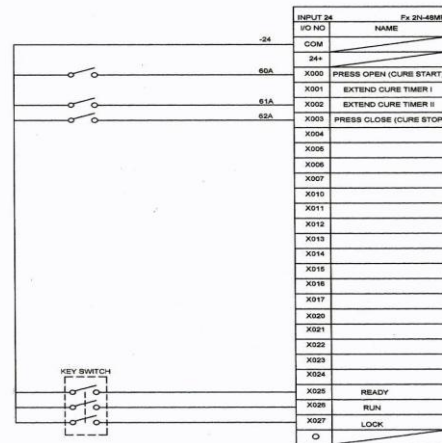 INPUT 24 Fx 2N-48M
I/O NO NAME
-24 COM
24+
60A X000 PRESS OPEN (CURE START)
X001 EXTEND CURE TIMER I
61A X002 EXTEND CURE TIMER II
62A X003 PRESS CLOSE (CURE STOP
X004
X005
X006
X007
X010
X011
X012
X013
X014
X015
X016
X017
X020
X021
X022
X023
KEY SWITCH X024
X025 READY
X026 RUN
X027 LOCK